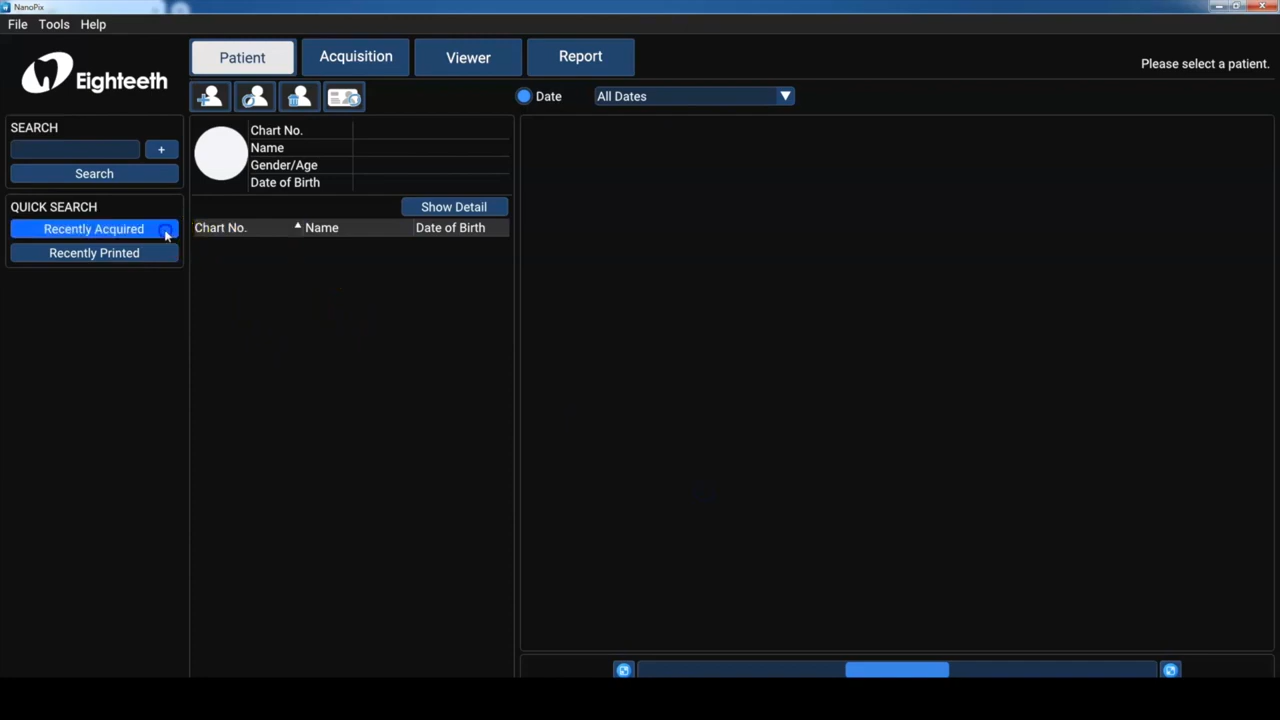 NanoPix
File Tools Help
Eighteeth
Patient Acquisition Viewer Report
Please select a patient.
Date All Dates
SEARCH
+
Search
QUICK SEARCH
Recently Acquired
Recently Printed
Chart No.
Name
Gender/Age
Date of Birth
Show Detail
Chart No. Name Date of Birth